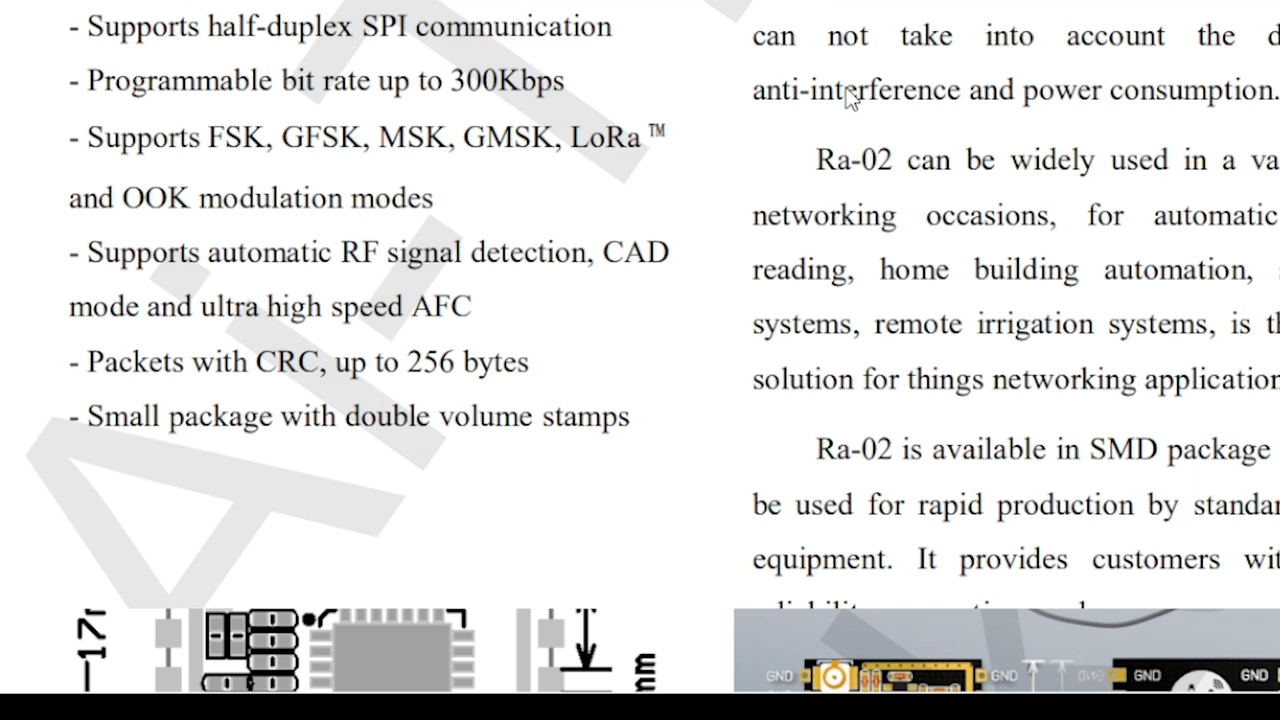 - Supports half-duplex SPI communication
- Programmable bit rate up to 300Kbps
- Supports FSK, GFSK, MSK, GMSK, LoRa™
and OOK modulation modes
- Supports automatic RF signal detection, CAD
mode and ultra high speed AFC
- Packets with CRC, up to 256 bytes
- Small package with double volume stamps
can not take into account the
anti-interference and power consumption.
Ra-02 can be widely used in a
networking occasions, for automatic
reading, home building automation,
systems, remote irrigation systems, is
solution for things networking
Ra-02 is available in SMD package
be used for rapid production by
equipment. It provides customers
GND
GND
GND
GND
GND